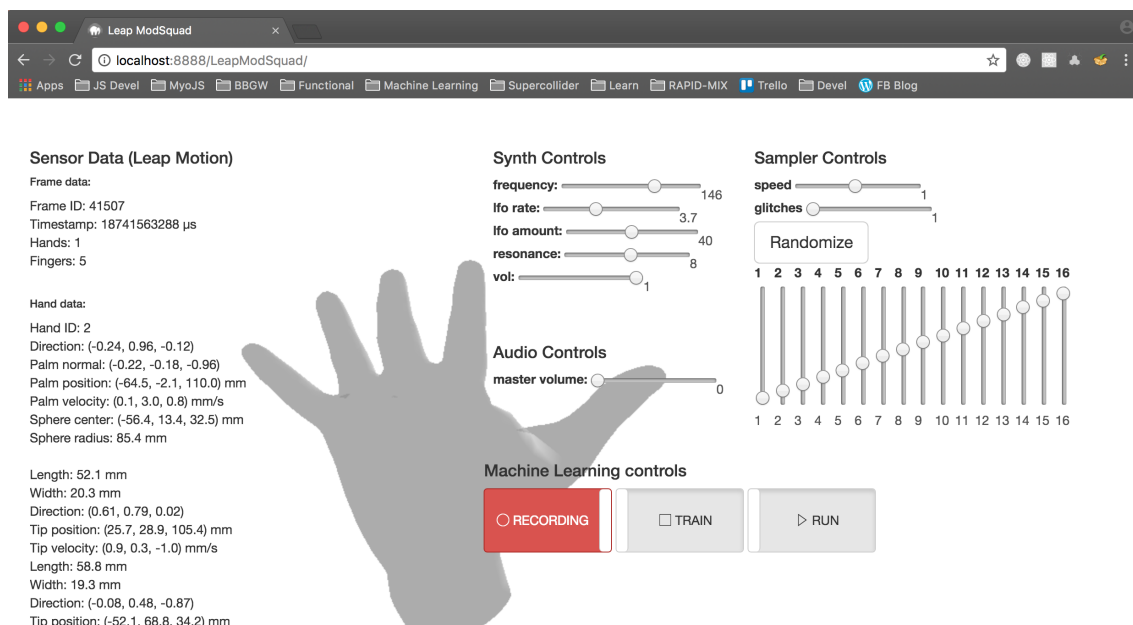 Leap ModSquad
localhost:8888/LeapModSquad/
Apps JS Devel MyoJS BBGW Functional Machine Learning Supercollider Learn RAPID-MIX Trello Devel FB Blog
Sensor Data (Leap Motion)
Frame data:
Frame ID: 41507
Timestamp: 18741563288 µs
Hands: 1
Fingers: 5
Hand data:
Hand ID: 2
Direction: (-0.24, 0.96, -0.12)
Palm normal: (-0.22, -0.18, -0.96)
Palm position: (-64.5, -2.1, 110.0) mm
Palm velocity: (0.1, 3.0, 0.8) mm/s
Sphere center: (-56.4, 13.4, 32.5) mm
Sphere radius: 85.4 mm
Length: 52.1 mm
Width: 20.3 mm
Direction: (0.61, 0.79, 0.02)
Tip position: (25.7, 28.9, 105.4) mm
Tip velocity: (0.9, 0.3, -1.0) mm/s
Length: 58.8 mm
Width: 19.3 mm
Direction: (-0.08, 0.48, -0.87)
Tip position: (-52.1, 68.8, 34.2) mm
Synth Controls
frequency: 146
lfo rate: 3.7
lfo amount: 40
resonance: 8
vol: 1
Audio Controls
master volume: 0
Sampler Controls
speed 1
glitches 1
Randomize
1 2 3 4 5 6 7 8 9 10 11 12 13 14 15 16
1 2 3 4 5 6 7 8 9 10 11 12 13 14 15 16
Machine Learning controls
RECORDING TRAIN RUN